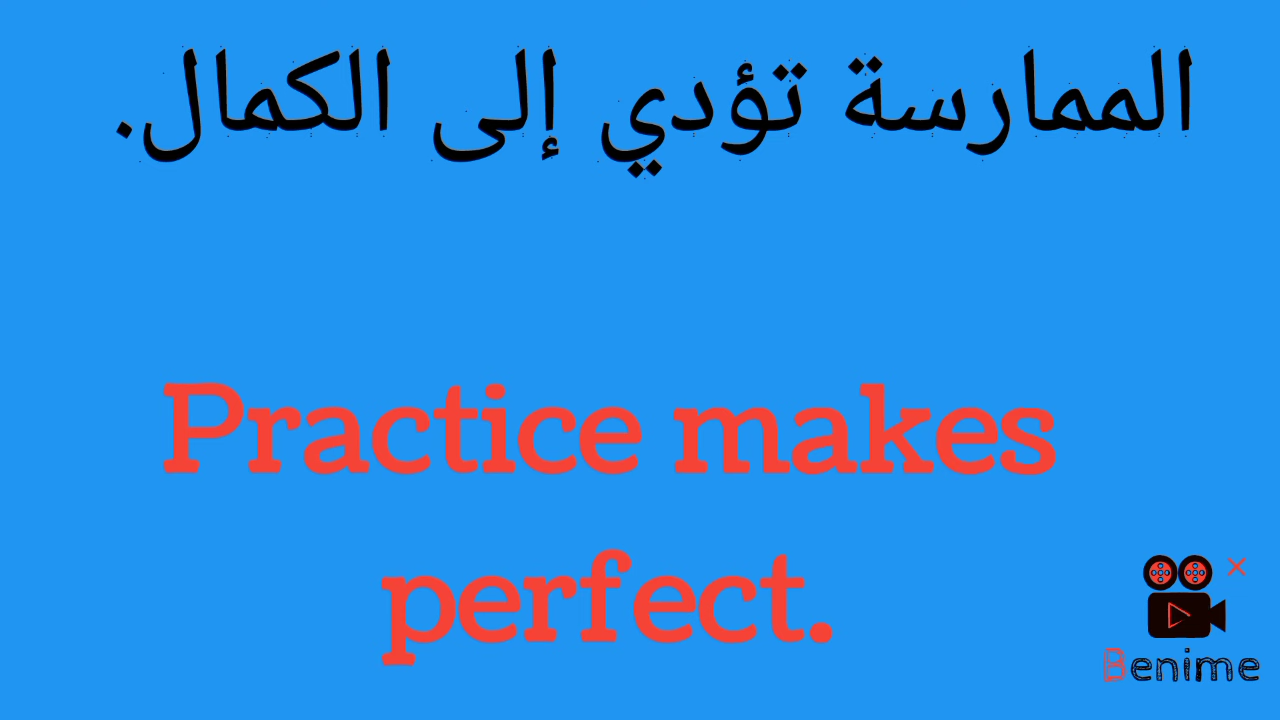 الممارسة تؤدي إلى الكمال.
Practice makes
perfect.
Benime